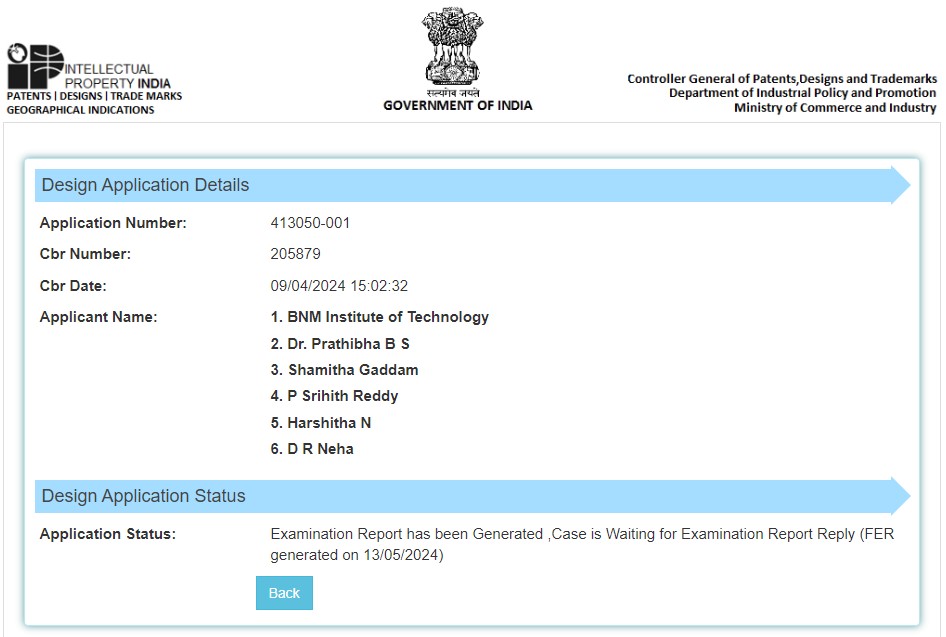 INTELLECTUAL
PROPERTY INDIA
PATENTS | DESIGNS | TRADE MARKS
GEOGRAPHICAL INDICATIONS
सत्यमेव जयते
GOVERNMENT OF INDIA
Controller General of Patents,Designs and Trademarks
Department of Industrial Policy and Promotion
Ministry of Commerce and Industry
Design Application Details
Application Number: 413050-001
Cbr Number: 205879
Cbr Date: 09/04/2024 15:02:32
Applicant Name: 1. BNM Institute of Technology
2. Dr. Prathibha B S
3. Shamitha Gaddam
4. P Srihith Reddy
5. Harshitha N
6. D R Neha
Design Application Status
Application Status: Examination Report has been Generated ,Case is Waiting for Examination Report Reply (FER
generated on 13/05/2024)
Back